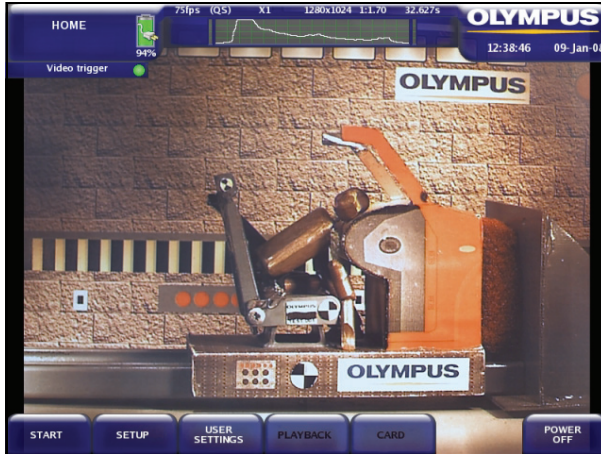 HOME
94%
Video trigger
75fps (QS) X1 1280x1024 1:1.70 32.627s
OLYMPUS
12:38:46 09-Jan-0
OLYMPUS
OLYMPUS
OLYMPUS
START
SETUP
USER SETTINGS
PLAYBACK
CARD
POWER OFF